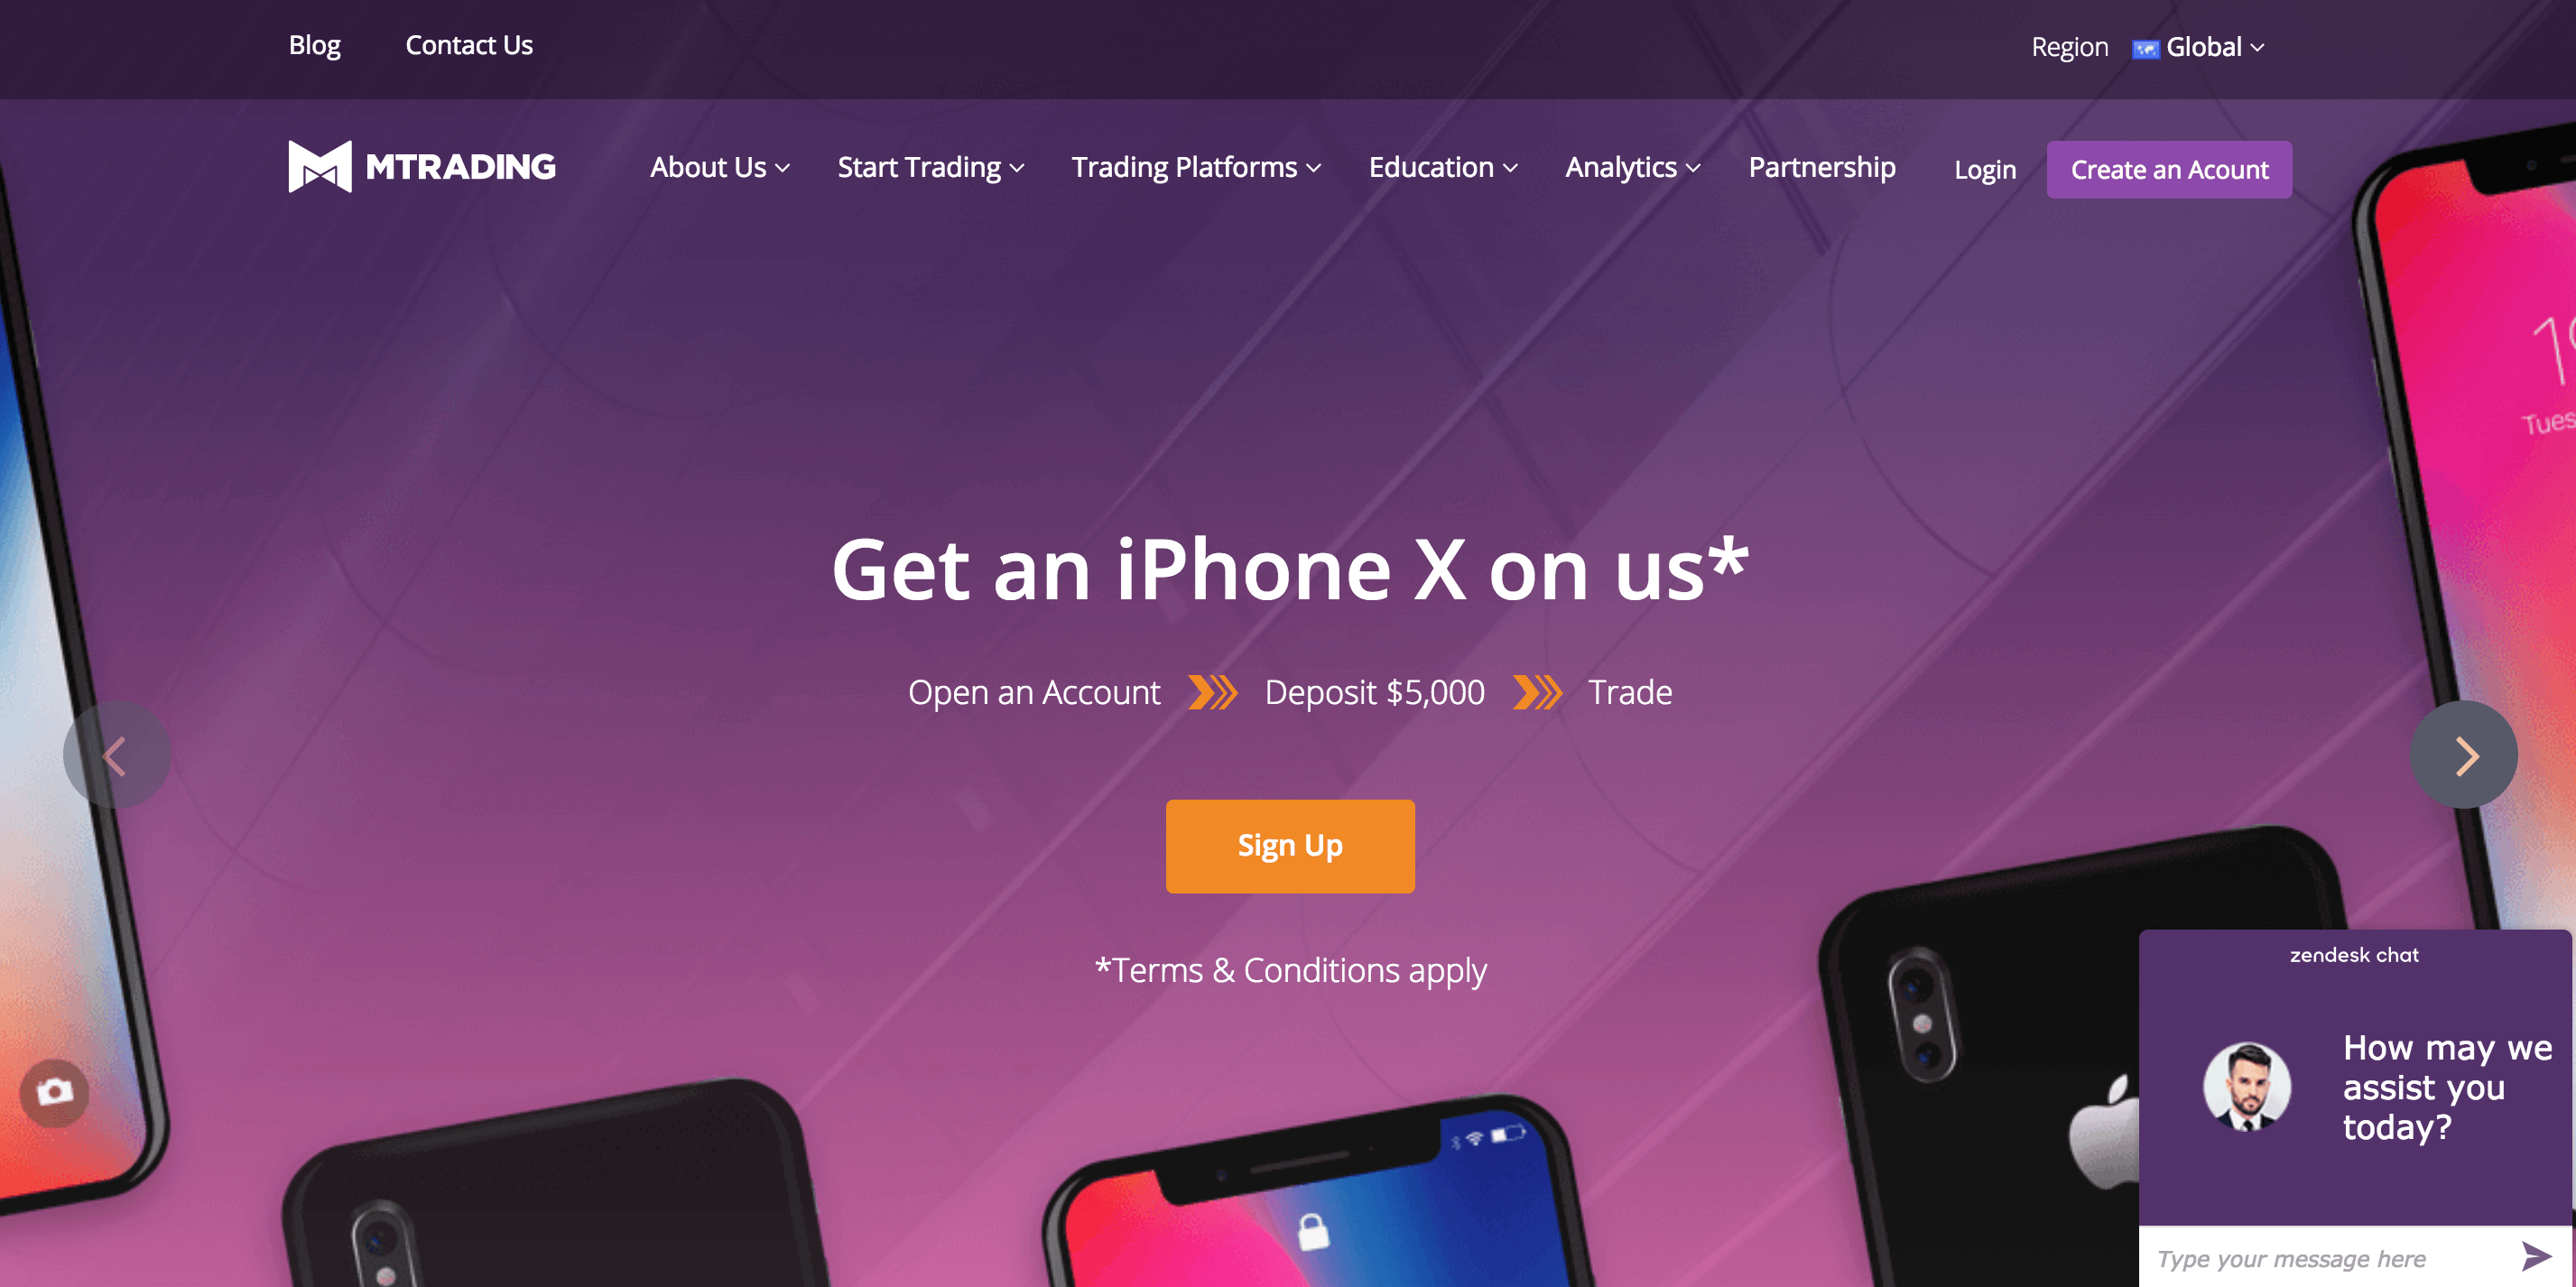 Blog Contact Us Region Global
MTRADING About Us Start Trading Trading Platforms Education Analytics Partnership Login Create an Acount
Get an iPhone X on us*
Open an Account Deposit $5,000 Trade
Sign Up
*Terms & Conditions apply
zendesk chat
How may we
assist you
today?
Type your message here